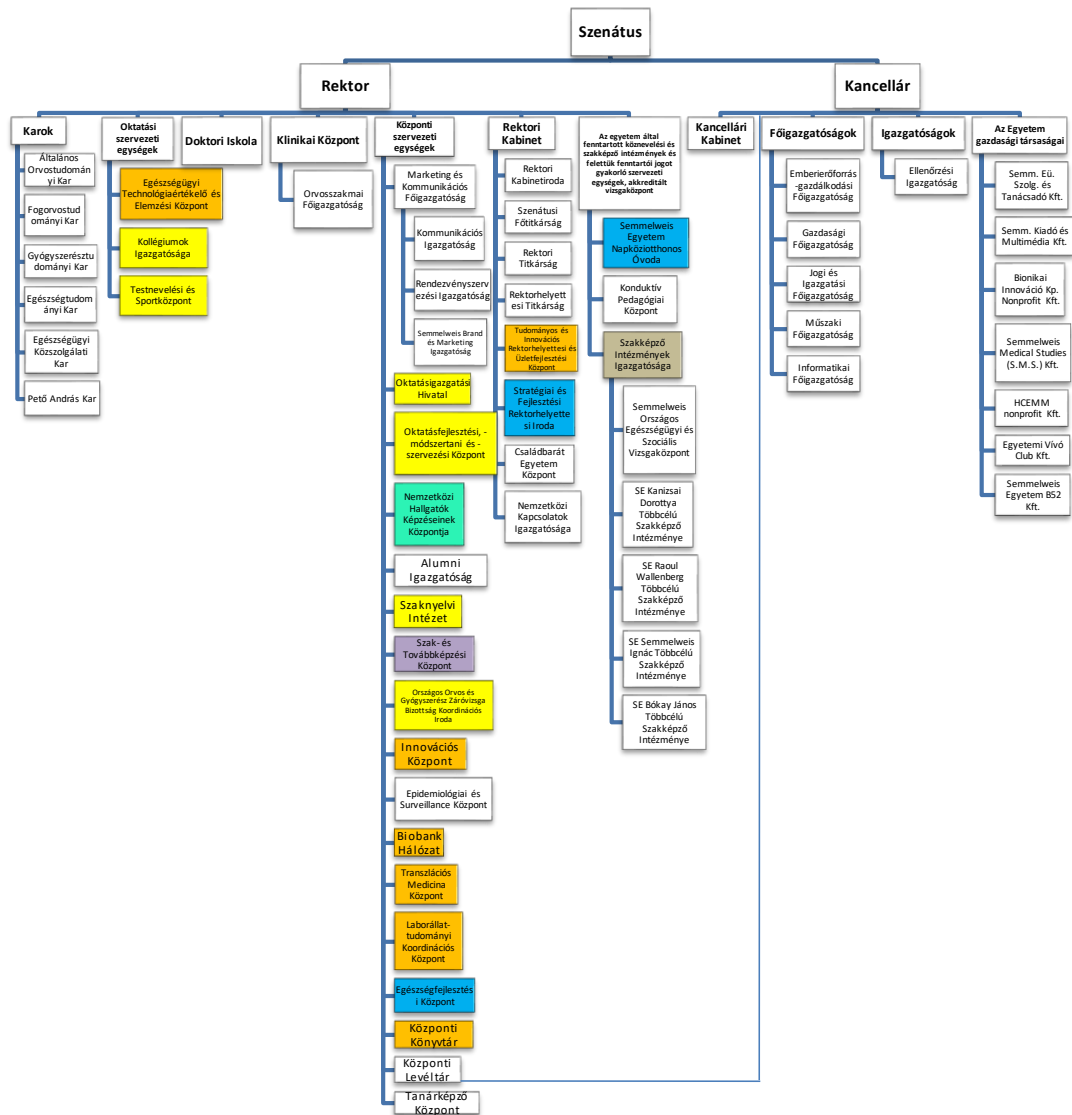 Szenátus
Rektor
Kancellár
Karok
Általános
Orvostudomán
yi Kar
Fogorvostud
ományi Kar
Gyógyszerésztu
dományi Kar
Egészségtudom
ányi Kar
Egészségügyi
Közszolgálati
Kar
Pető András Kar
Oktatási
szervezeti
egységek
Egészségügyi
Technológiaértékelő és
Elemzési Központ
Kollégiumok
Igazgatósága
Testnevelési és
Sportközpont
Doktori Iskola
Klinikai Központ
Orvosszakmai
Főigazgatóság
Központi
szervezeti
egységek
Marketing és
Kommunikációs
Főigazgatóság
Kommunikációs
Igazgatóság
Rendezvényszerv
ezési Igazgatóság
Semmelweis Brand
és Marketing
Igazgatóság
Oktatásigazgatási
Hivatal
Oktatásfejlesztési, -
módszertani és -
szervezési Központ
Nemzetközi
Hallgatók
Képzéseinek
Központja
Alumni
Igazgatóság
Szaknyelvi
Intézet
Szak- és
Továbbképzési
Központ
Országos Orvos és
Gyógyszerész Záróvizsga
Bizottság Koordinációs
Iroda
Innovációs
Központ
Epidemiológiai és
Surveillance Központ
Biobank
Hálózat
Transzlációs
Medicina
Központ
Laborállat-
tudományi
Koordinációs
Központ
Egészségfejlesztés
i Központ
Központi
Könyvtár
Központi
Levéltár
Tanárképző
Központ
Rektori
Kabinet
Rektori
Kabinetiroda
Szenátusi
Főtitkárság
Rektori
Titkárság
Rektorhelyett
esi Titkárság
Tudományos és
Innovációs
Rektorhelyettesi és
Üzletfejlesztési
Központ
Stratégiai és
Fejlesztési
Rektorhelyette
si Iroda
Családbarát
Egyetem
Központ
Nemzetközi
Kapcsolatok
Igazgatósága
Az egyetem által
fenntartott köznevelési és
szakképző intézmények és
felettük fenntartói jogot
gyakorló szervezeti
egységek, akkreditált
vizsgaközpont
Semmelweis
Egyetem
Napköziotthonos
Óvoda
Konduktív
Pedagógiai
Központ
Szakképző
Intézmények
Igazgatósága
Semmelweis
Országos
Egészségügyi és
Szociális
Vizsgaközpont
SE Kanizsai
Dorottya
Többcélú
Szakképző
Intézménye
SE Raoul
Wallenberg
Többcélú
Szakképző
Intézménye
SE Semmelweis
Ignác Többcélú
Szakképző
Intézménye
SE Bókay János
Többcélú
Szakképző
Intézménye
Kancellári
Kabinet
Főigazgatóságok
Emberierőforrás
-gazdálkodási
Főigazgatóság
Gazdasági
Főigazgatóság
Jogi és
Igazgatási
Főigazgatóság
Műszaki
Főigazgatóság
Informatikai
Főigazgatóság
Igazgatóságok
Ellenőrzési
Igazgatóság
Az Egyetem
gazdasági társaságai
Semm. Eü.
Szolg. és
Tanácsadó Kft.
Semm. Kiadó és
Multimédia Kft.
Bionikai
Innováció Kp.
Nonprofit Kft.
Semmelweis
Medical Studies
(S.M.S.) Kft.
HCEMM
nonprofit Kft.
Egyetemi Vívó
Club Kft.
Semmelweis
Egyetem B52
Kft.